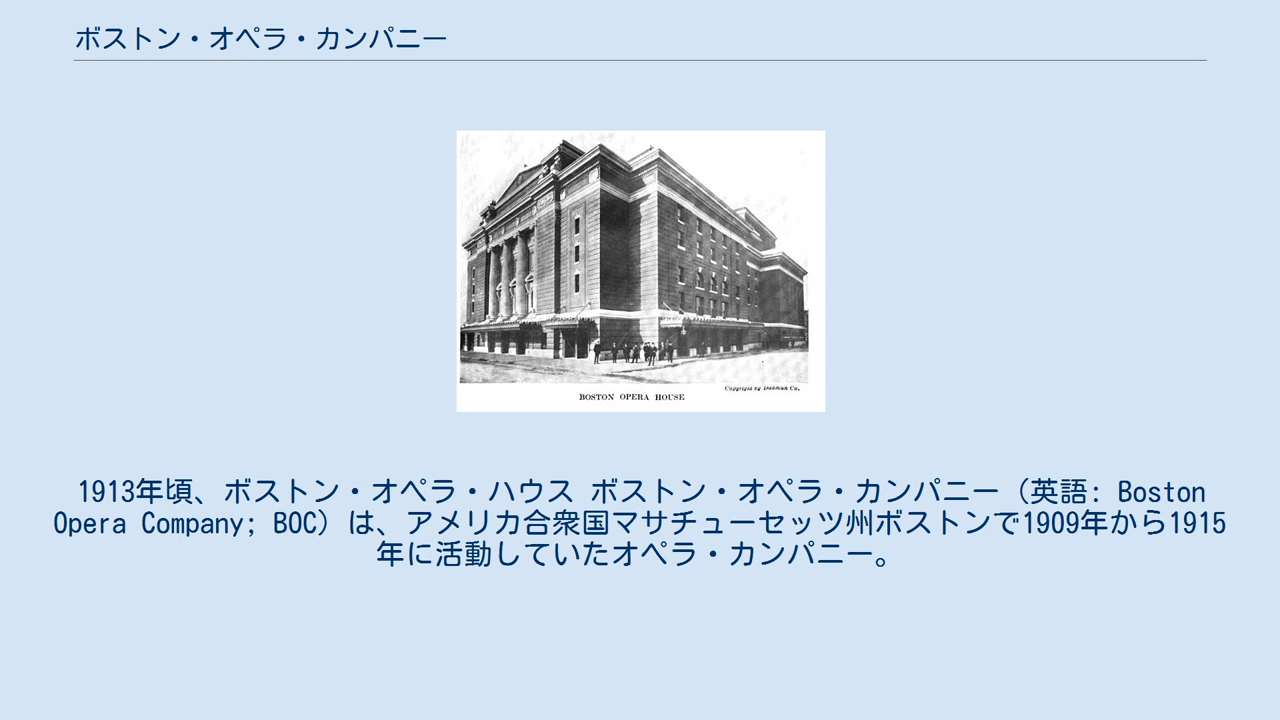 ボストン・オペラ・カンパニー
Copyright by Dadmun Co.
BOSTON OPERA HOUSE
1913年頃、ボストン・オペラ・ハウス ボストン・オペラ・カンパニー（英語: Boston
Opera Company; BOC）は、アメリカ合衆国マサチューセッツ州ボストンで1909年から1915
年に活動していたオペラ・カンパニー。